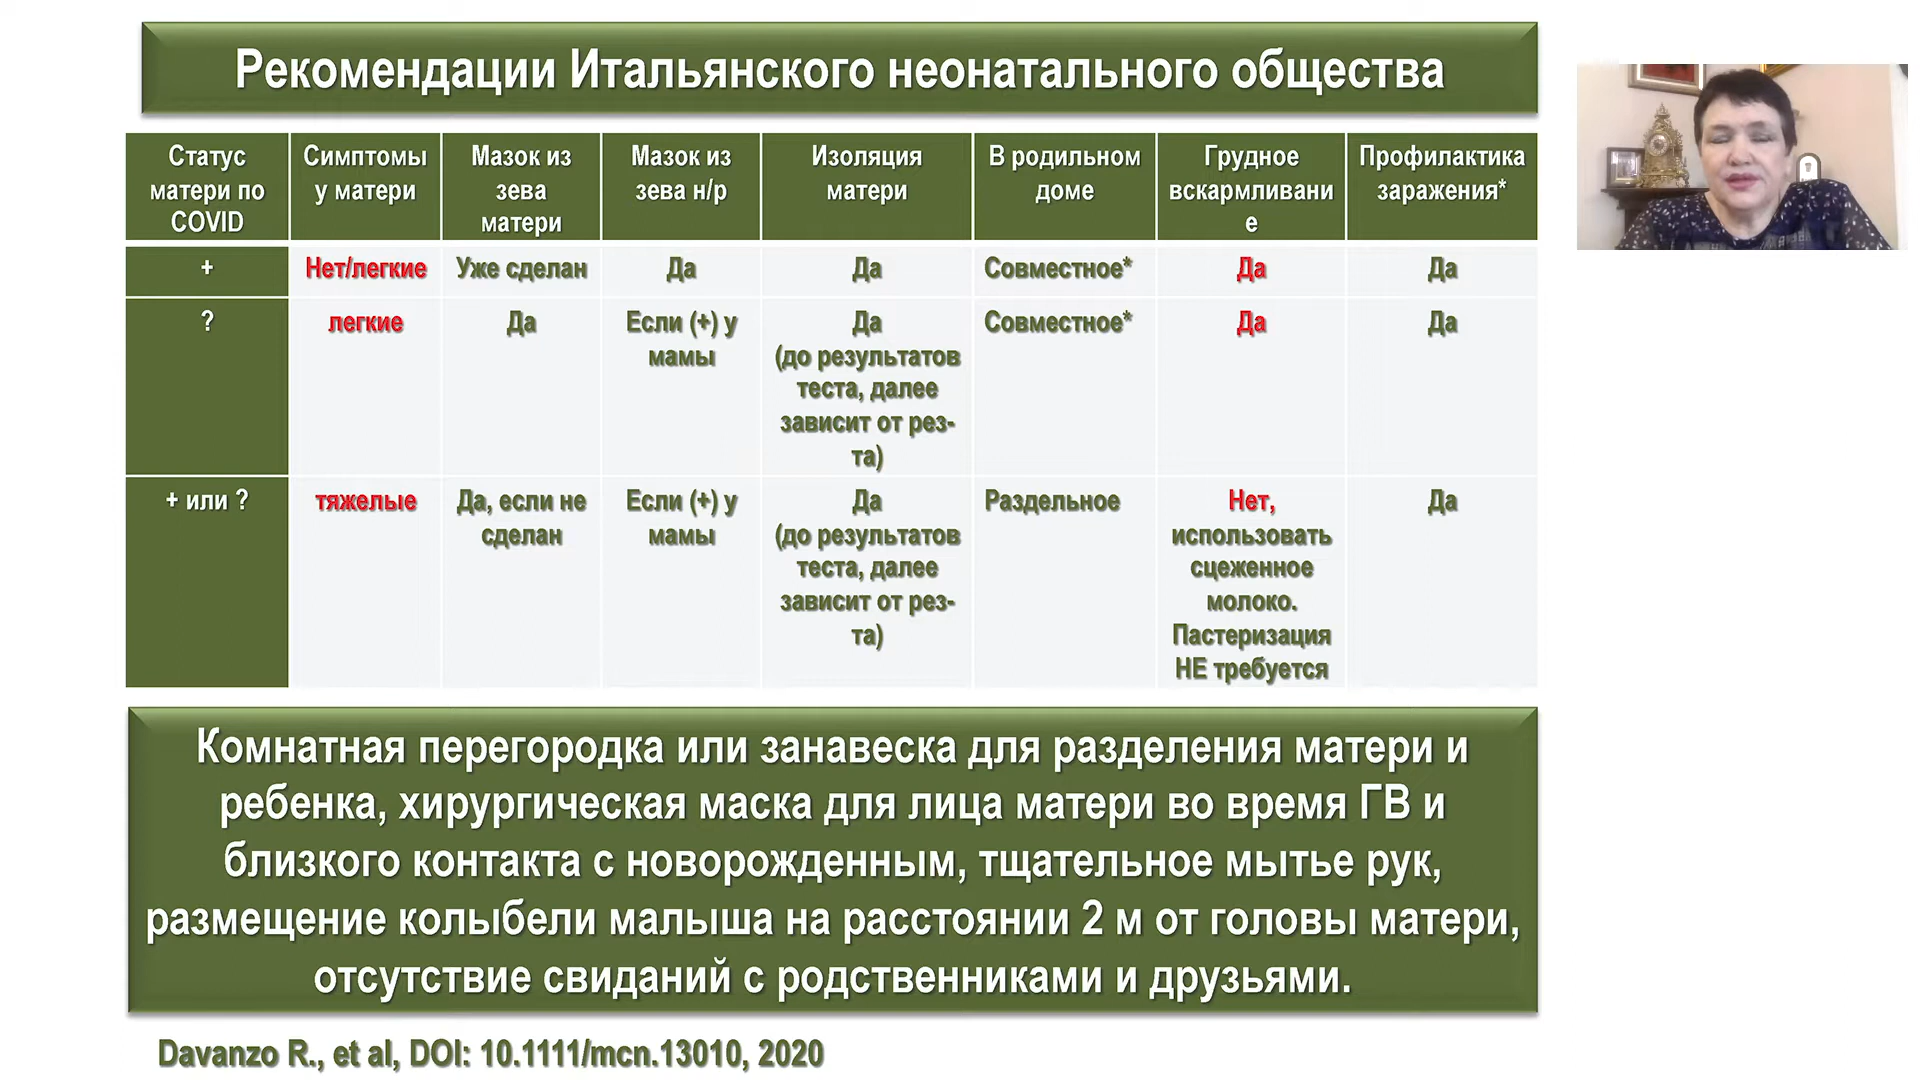 Рекомендации Итальянского неонатального общества
Статус
матери по
COVID
Симптомы
у матери
Мазок из
зева
матери
Мазок из
зева н/р
Изоляция
матери
В родильном
доме
Грудное
вскармливани
е
Профилактика
заражения*
+
Нет/легкие
Уже сделан
Да
Да
Совместное*
Да
Да
?
легкие
Да
Если (+) у
мамы
Да
(до результатов
теста, далее
зависит от рез-
та)
Совместное*
Да
Да
+ или ?
тяжелые
Да, если не
сделан
Если (+) у
мамы
Да
(до результатов
теста, далее
зависит от рез-
та)
Раздельное
Нет,
использовать
сцеженное
молоко.
Пастеризация
НЕ требуется
Да
Комнатная перегородка или занавеска для разделения матери и
ребенка, хирургическая маска для лица матери во время ГВ и
близкого контакта с новорожденным, тщательное мытье рук,
размещение колыбели малыша на расстоянии 2 м от головы матери,
отсутствие свиданий с родственниками и друзьями.
Davanzo R., et al, DOI: 10.1111/mcn.13010, 2020